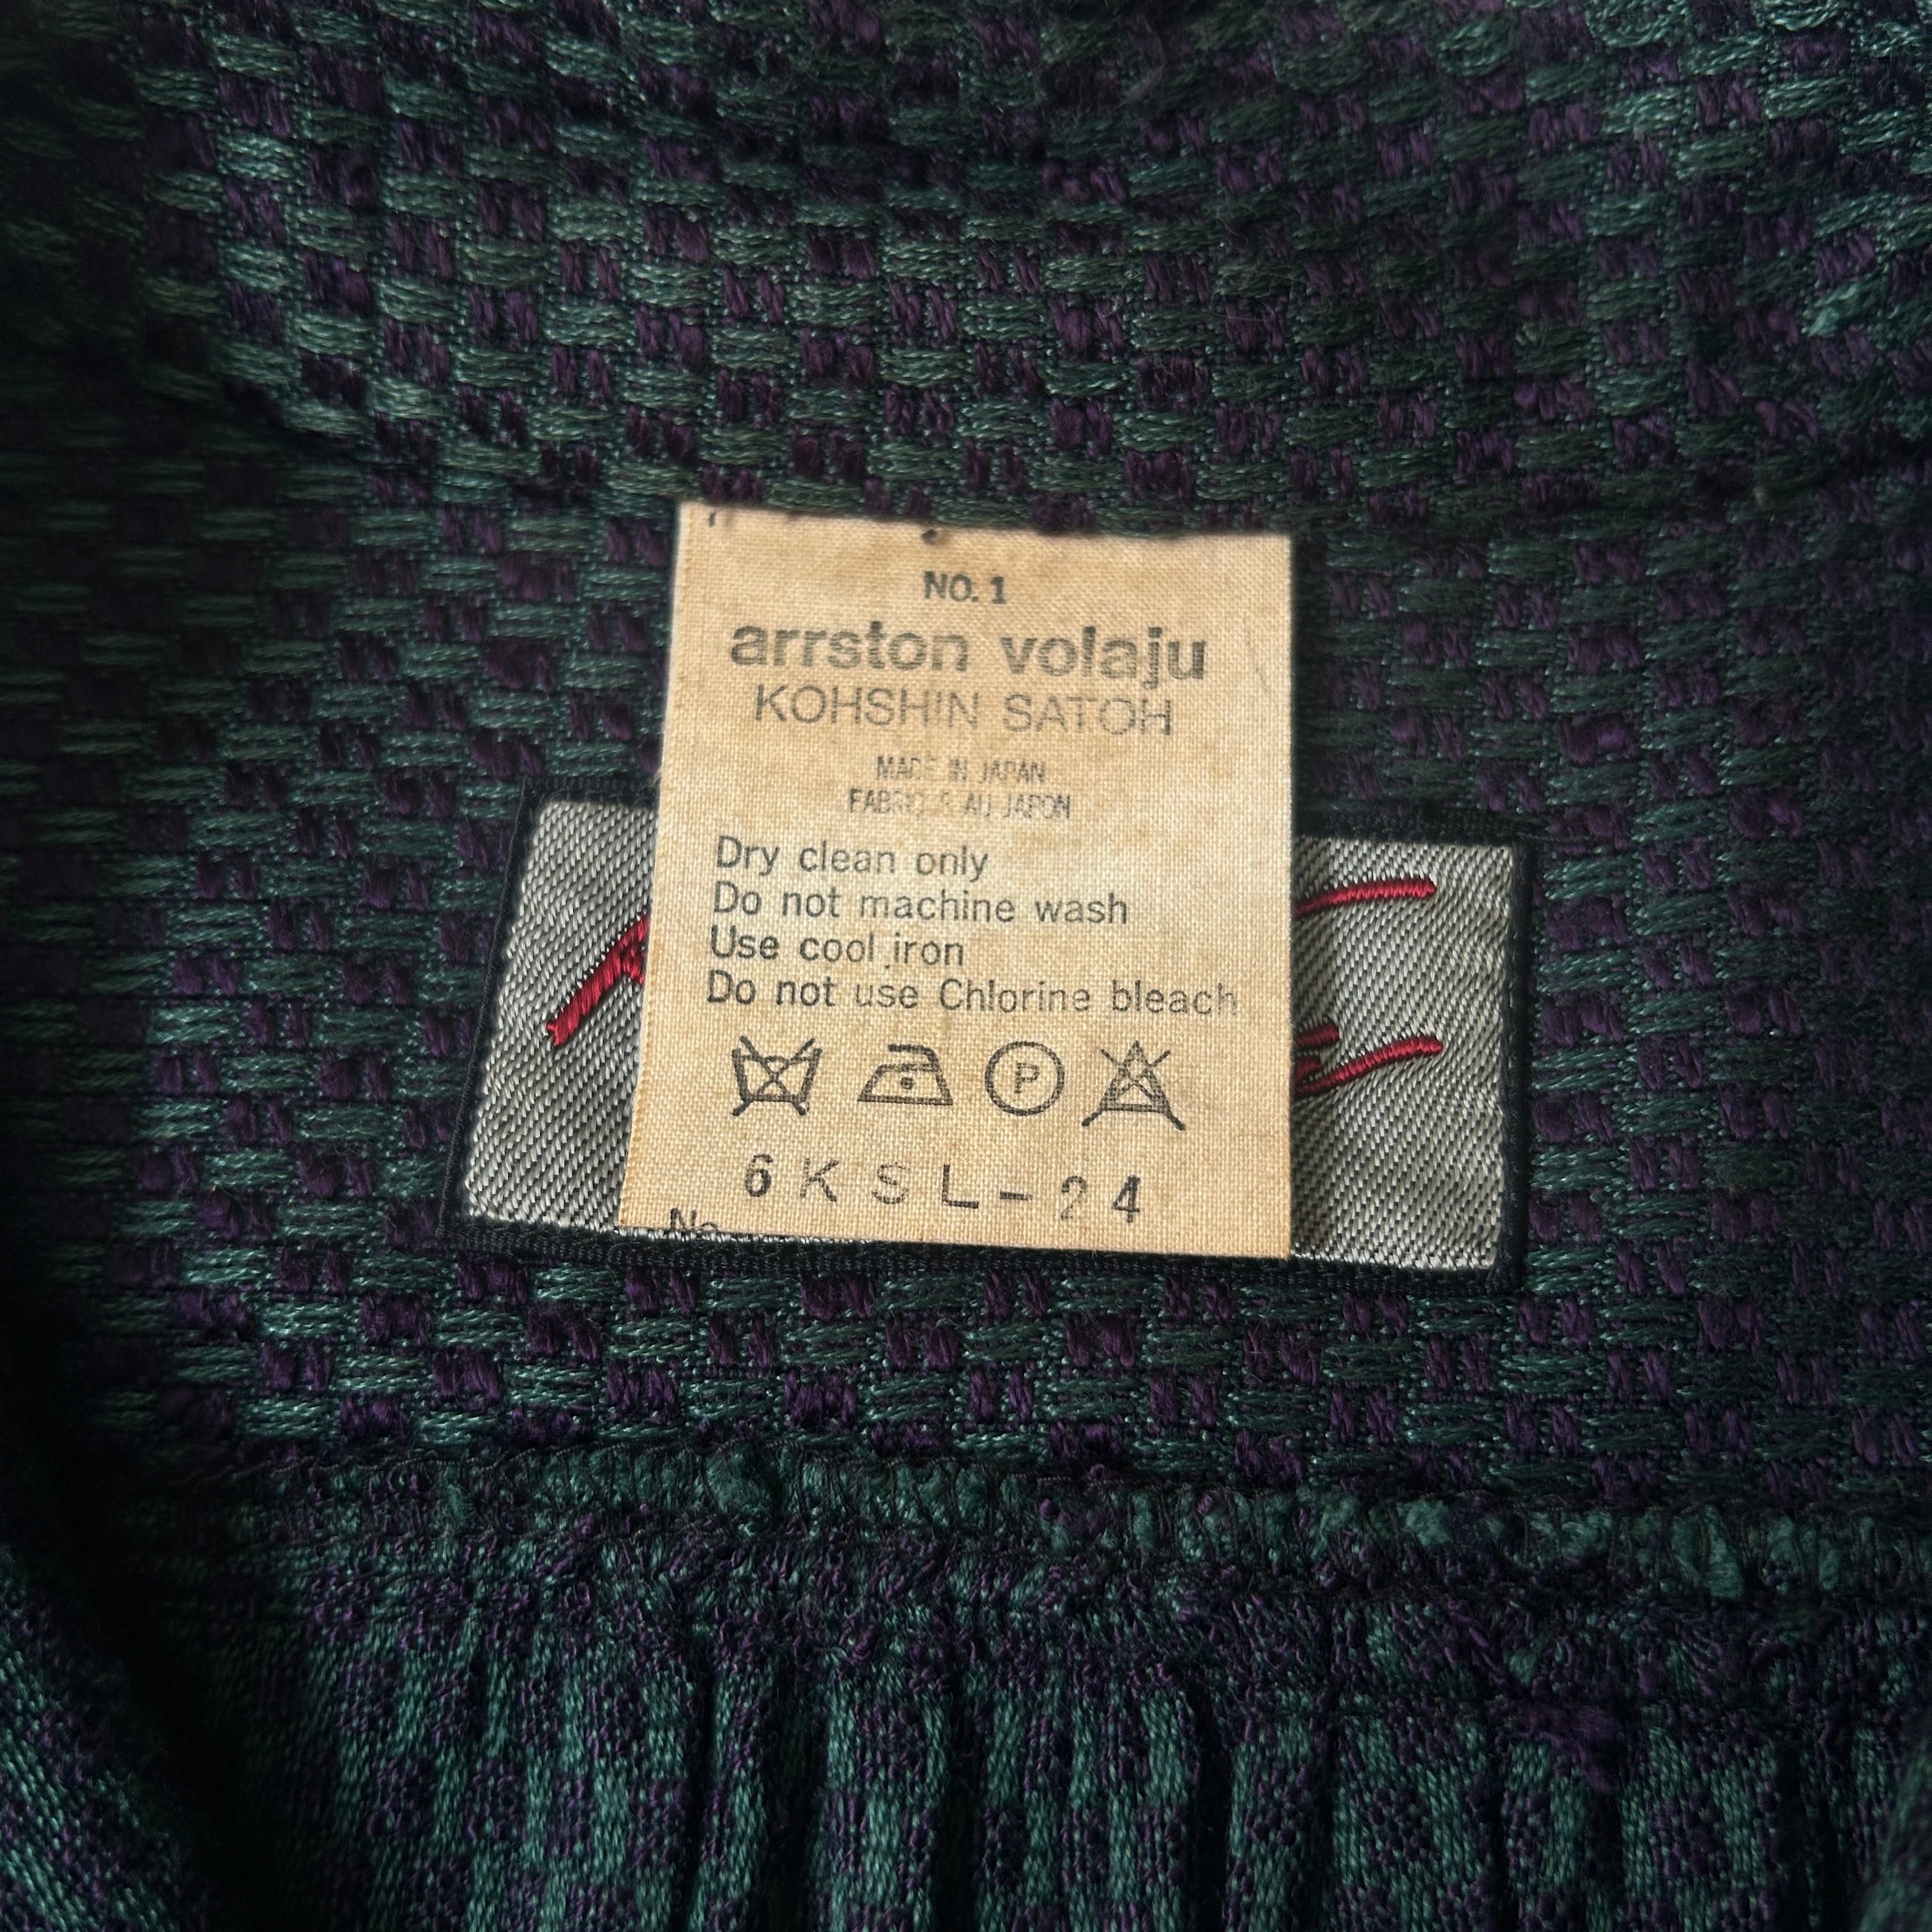 NO. 1
arrston volaju
KOHSHIN SATOH
MADE IN JAPAN
AU JAPON
Dry clean only
Do not machine wash
Use cool iron
Do not use Chlorine bleach
P
6KSL-24
No